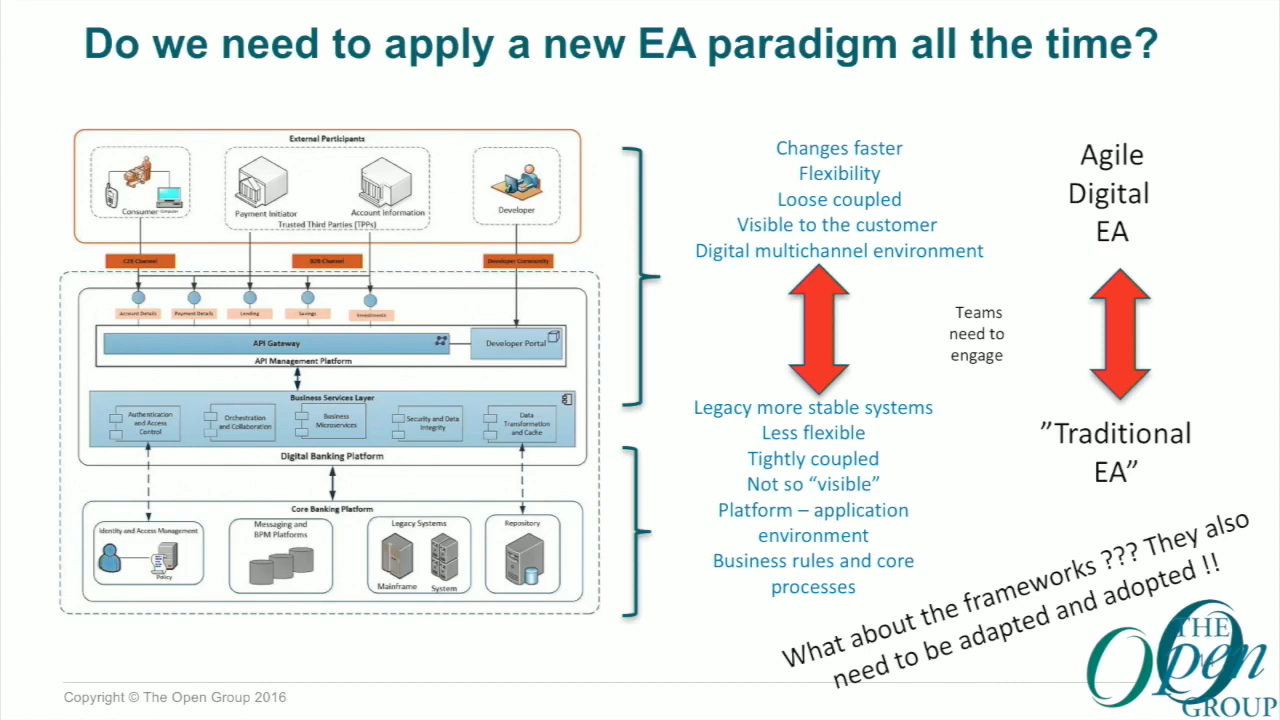 Do we need to apply a new EA paradigm all the time?
External Participants
Consumer
Computer
Payment Initiator
Account Information
Trusted Third Parties (TPPs)
Developer
C2B Channel
B2B Channel
Developer Community
Account Details
Payment Details
Lending
Savings
Investments
API Gateway
Developer Portal
API Management Platform
Business Services Layer
Authentication
and Access
Control
Orchestration
and Collaboration
Business
Microservices
Security and Data
Integrity
Data
Transformation
and Cache
Digital Banking Platform
Core Banking Platform
Identity and Access Management
Policy
Messaging and
BPM Platforms
Legacy Systems
Mainframe
System
Repository
Changes faster
Flexibility
Loose coupled
Visible to the customer
Digital multichannel environment
Legacy more stable systems
Less flexible
Tightly coupled
Not so “visible”
Platform – application
environment
Business rules and core
processes
Teams
need to
engage
Agile
Digital
EA
”Traditional
EA”
What about the frameworks ??? They also
need to be adapted and adopted !!
Copyright © The Open Group 2016
THE
Open
GROUP